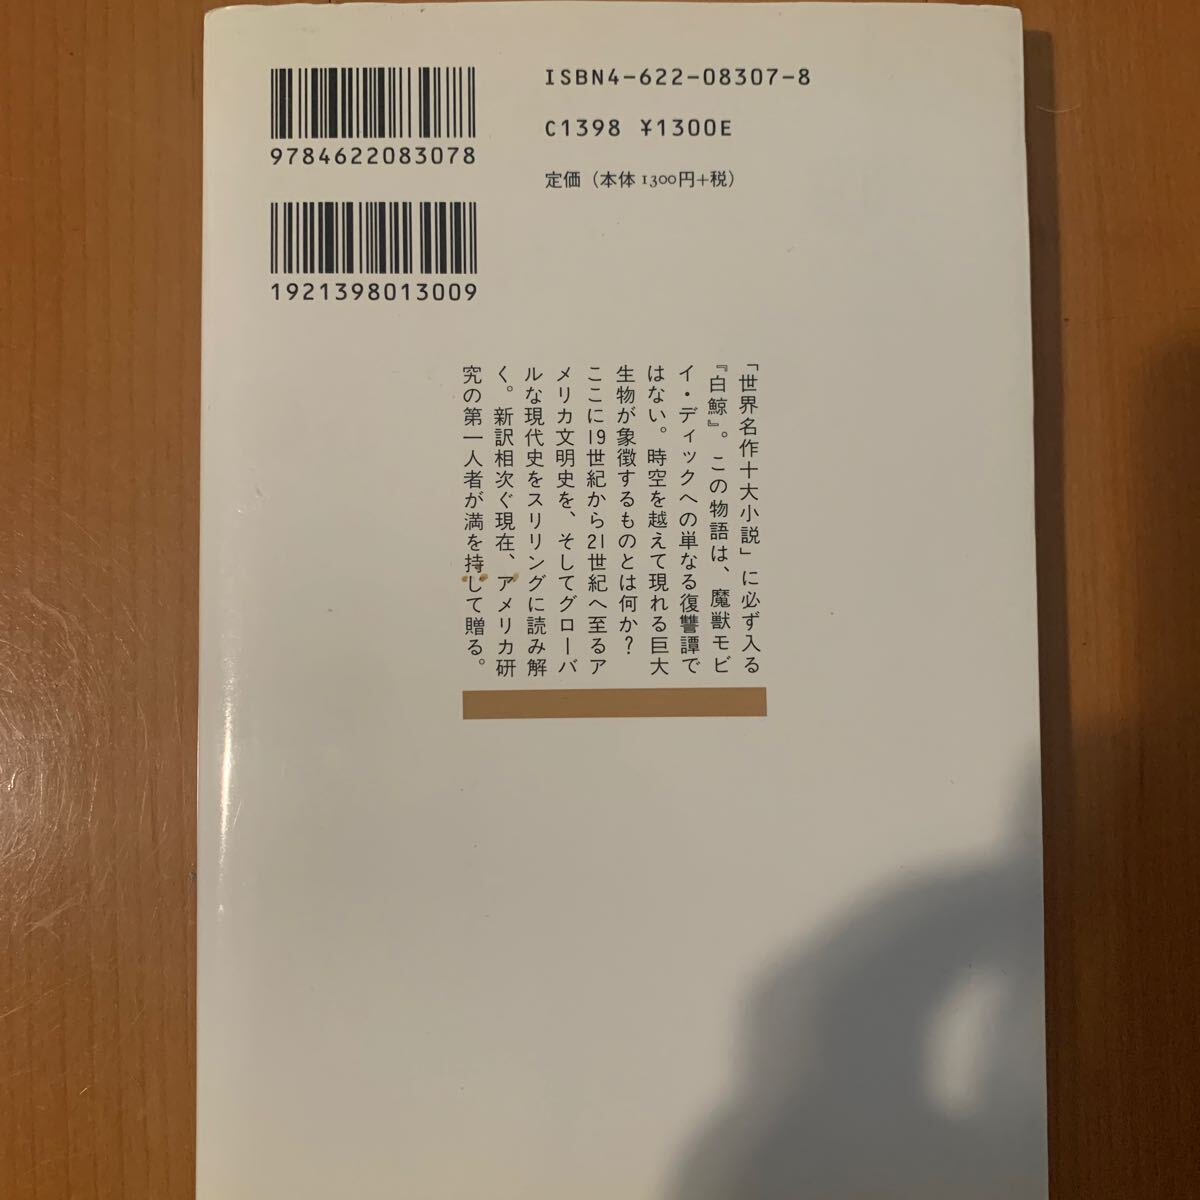 ISBN4-622-08307-8
C1398 ¥1300E
定価（本体1300円+税）
9784622083078
1921398013009
「世界名作十大小説」に必ず入る
『白鯨』。この物語は、魔獣モビ
イ・ディックへの単なる復讐譚で
はない。時空を越えて現れる巨大
生物が象徴するものとは何か？
ここに19世紀から21世紀へ至るア
メリカ文明史を、そしてグローバ
ルな現代史をスリリングに読み解
く。新訳相次ぐ現在、アメリカ研
究の第一人者が満を持して贈る。